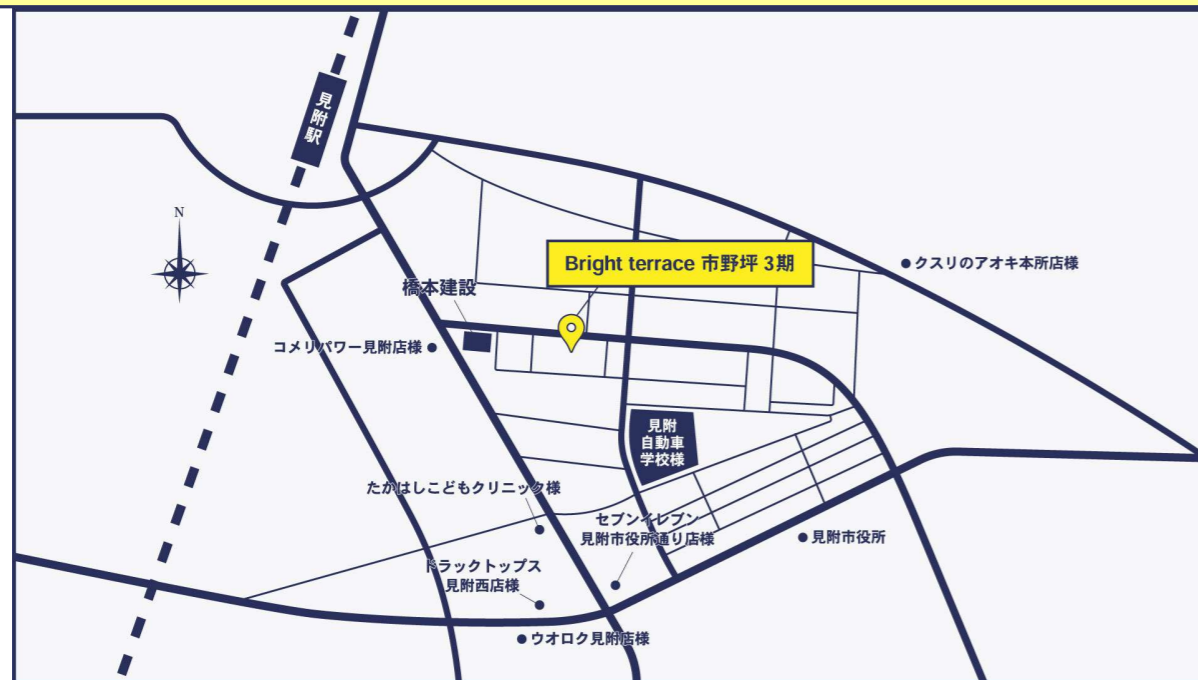 見附駅
N
Bright terrace 市野坪 3期
クスリのアオキ本所店様
橋本建設
コメリパワー見附店様
見附
自動車
学校様
たかはしこどもクリニック様
セブンイレブン
見附市役所通り店様
見附市役所
ドラックトップス
見附西店様
ウオロク見附店様